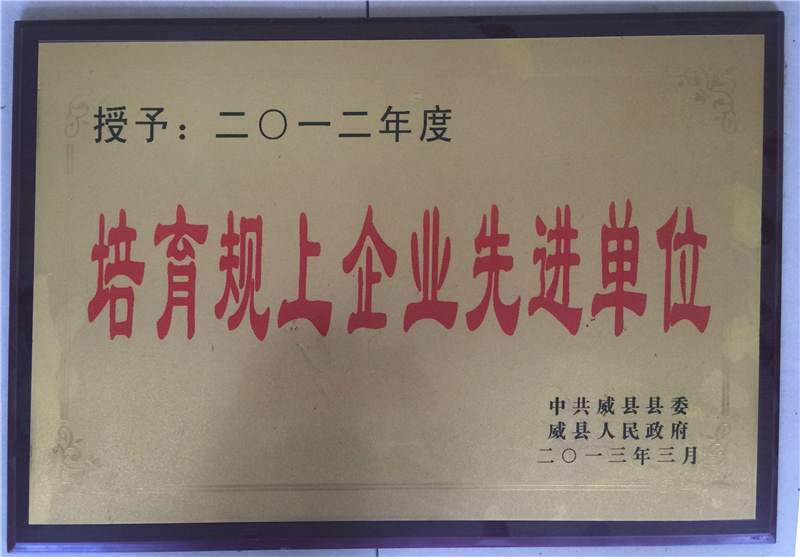 授予：二〇一二年度
培育规上企业先进单位
中共威县县委
威县人民政府
二〇一三年三月